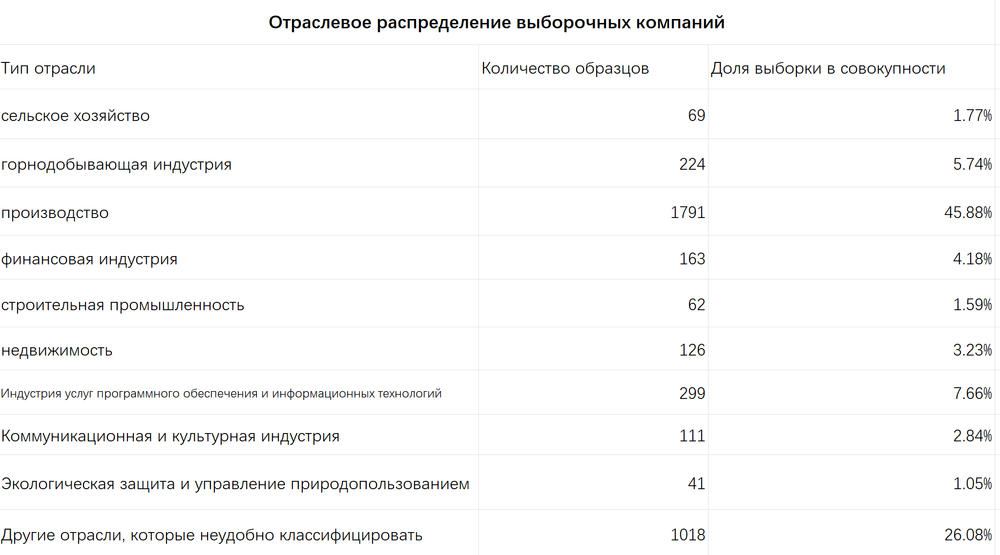 Отраслевое распределение выборочных компаний
Тип отрасли Количество образцов Доля выборки в совокупности
сельское хозяйство 69 1.77%
горнодобывающая индустрия 224 5.74%
производство 1791 45.88%
финансовая индустрия 163 4.18%
строительная промышленность 62 1.59%
недвижимость 126 3.23%
Индустрия услуг программного обеспечения и информационных технологий 299 7.66%
Коммуникационная и культурная индустрия 111 2.84%
Экологическая защита и управление природопользованием 41 1.05%
Другие отрасли, которые неудобно классифицировать 1018 26.08%